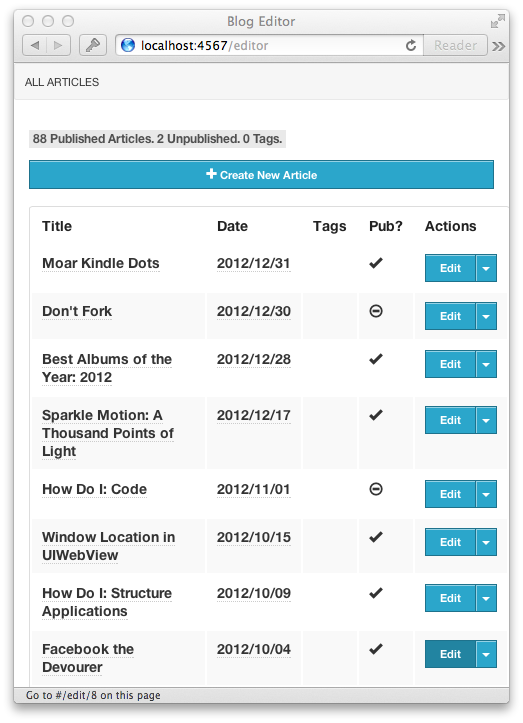 Blog Editor
localhost:4567/editor
Reader
ALL ARTICLES
88 Published Articles. 2 Unpublished. 0 Tags.
Create New Article
Title Date Tags Pub? Actions
Moar Kindle Dots 2012/12/31 Edit
Don't Fork 2012/12/30 Edit
Best Albums of the 2012/12/28 Edit
Year: 2012
Sparkle Motion: A 2012/12/17 Edit
Thousand Points of
Light
How Do I: Code 2012/11/01 Edit
Window Location in 2012/10/15 Edit
UIWebView
How Do I: Structure 2012/10/09 Edit
Applications
Facebook the 2012/10/04 Edit
Devourer
Go to #/edit/8 on this page